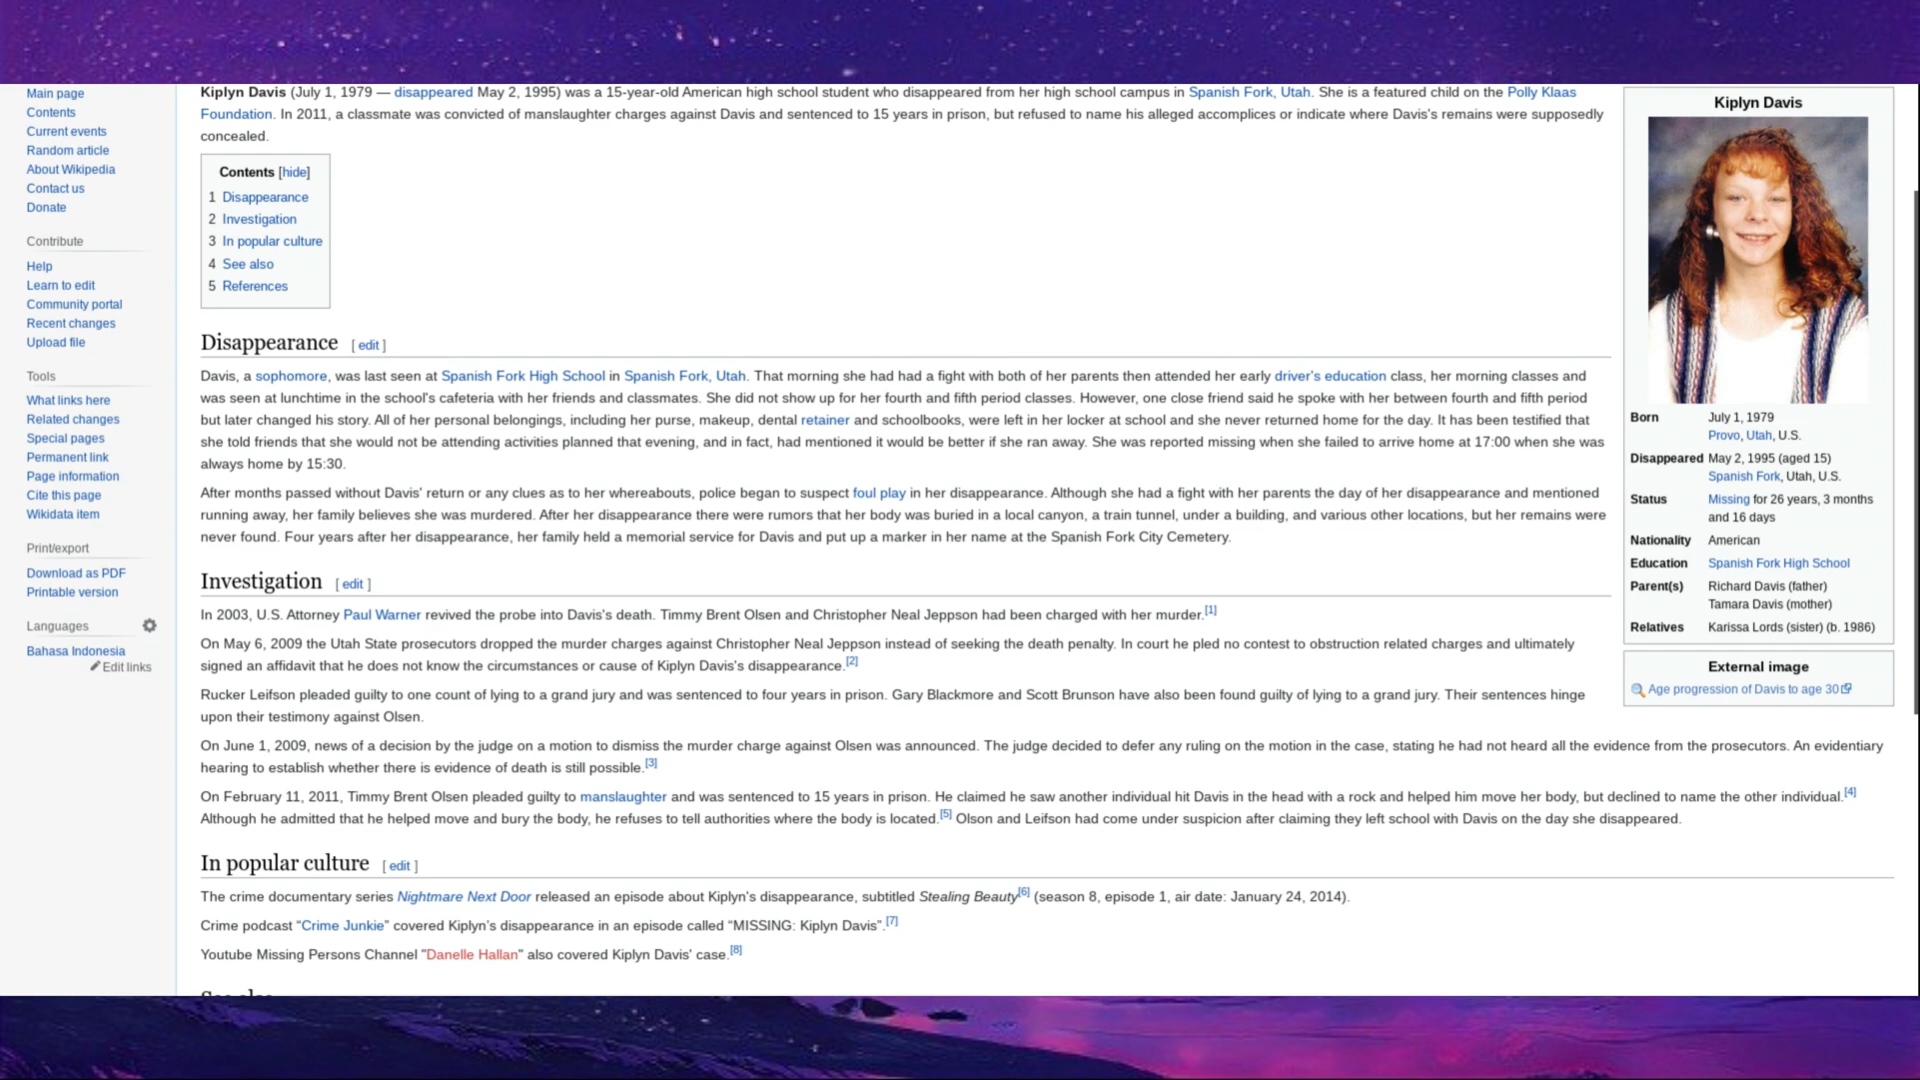 Main page
Contents
Current events
Random article
About Wikipedia
Contact us
Donate
Contribute
Help
Learn to edit
Community portal
Recent changes
Upload file
Tools
What links here
Related changes
Special pages
Permanent link
Page information
Cite this page
Wikidata item
Print/export
Download as PDF
Printable version
Languages
Bahasa Indonesia
Edit links
Kiplyn Davis (July 1, 1979 — disappeared May 2, 1995) was a 15-year-old American high school student who disappeared from her high school campus in Spanish Fork, Utah. She is a featured child on the Polly Klaas
Foundation. In 2011, a classmate was convicted of manslaughter charges against Davis and sentenced to 15 years in prison, but refused to name his alleged accomplices or indicate where Davis's remains were supposedly
concealed.
Contents [hide]
1 Disappearance
2 Investigation
3 In popular culture
4 See also
5 References
Disappearance [ edit ]
Davis, a sophomore, was last seen at Spanish Fork High School in Spanish Fork, Utah. That morning she had had a fight with both of her parents then attended her early driver's education class, her morning classes and
was seen at lunchtime in the school's cafeteria with her friends and classmates. She did not show up for her fourth and fifth period classes. However, one close friend said he spoke with her between fourth and fifth period
but later changed his story. All of her personal belongings, including her purse, makeup, dental retainer and schoolbooks, were left in her locker at school and she never returned home for the day. It has been testified that
she told friends that she would not be attending activities planned that evening, and in fact, had mentioned it would be better if she ran away. She was reported missing when she failed to arrive home at 17:00 when she was
always home by 15:30.
After months passed without Davis' return or any clues as to her whereabouts, police began to suspect foul play in her disappearance. Although she had a fight with her parents the day of her disappearance and mentioned
running away, her family believes she was murdered. After her disappearance there were rumors that her body was buried in a local canyon, a train tunnel, under a building, and various other locations, but her remains were
never found. Four years after her disappearance, her family held a memorial service for Davis and put up a marker in her name at the Spanish Fork City Cemetery.
Investigation [ edit ]
In 2003, U.S. Attorney Paul Warner revived the probe into Davis's death. Timmy Brent Olsen and Christopher Neal Jeppson had been charged with her murder.[1]
On May 6, 2009 the Utah State prosecutors dropped the murder charges against Christopher Neal Jeppson instead of seeking the death penalty. In court he pled no contest to obstruction related charges and ultimately
signed an affidavit that he does not know the circumstances or cause of Kiplyn Davis's disappearance.[2]
Rucker Leifson pleaded guilty to one count of lying to a grand jury and was sentenced to four years in prison. Gary Blackmore and Scott Brunson have also been found guilty of lying to a grand jury. Their sentences hinge
upon their testimony against Olsen.
On June 1, 2009, news of a decision by the judge on a motion to dismiss the murder charge against Olsen was announced. The judge decided to defer any ruling on the motion in the case, stating he had not heard all the evidence from the prosecutors. An evidentiary
hearing to establish whether there is evidence of death is still possible.[3]
On February 11, 2011, Timmy Brent Olsen pleaded guilty to manslaughter and was sentenced to 15 years in prison. He claimed he saw another individual hit Davis in the head with a rock and helped him move her body, but declined to name the other individual.[4]
Although he admitted that he helped move and bury the body, he refuses to tell authorities where the body is located.[5] Olson and Leifson had come under suspicion after claiming they left school with Davis on the day she disappeared.
In popular culture [ edit ]
The crime documentary series Nightmare Next Door released an episode about Kiplyn's disappearance, subtitled Stealing Beauty[6] (season 8, episode 1, air date: January 24, 2014).
Crime podcast “Crime Junkie” covered Kiplyn’s disappearance in an episode called “MISSING: Kiplyn Davis”.[7]
Youtube Missing Persons Channel "Danelle Hallan" also covered Kiplyn Davis' case.[8]
See also
Kiplyn Davis
Born July 1, 1979
Provo, Utah, U.S.
Disappeared May 2, 1995 (aged 15)
Spanish Fork, Utah, U.S.
Status Missing for 26 years, 3 months
and 16 days
Nationality American
Education Spanish Fork High School
Parent(s) Richard Davis (father)
Tamara Davis (mother)
Relatives Karissa Lords (sister) (b. 1986)
External image
Age progression of Davis to age 30